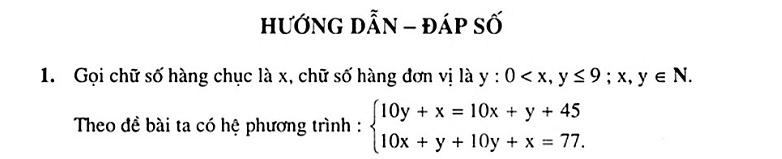 HƯỚNG DẪN – ĐÁP SỐ
1. Gọi chữ số hàng chục là x, chữ số hàng đơn vị là y : 0 < x, y ≤ 9 ; x, y ∈ N.
Theo đề bài ta có hệ phương trình : { 10y + x = 10x + y + 45
10x + y + 10y + x = 77.